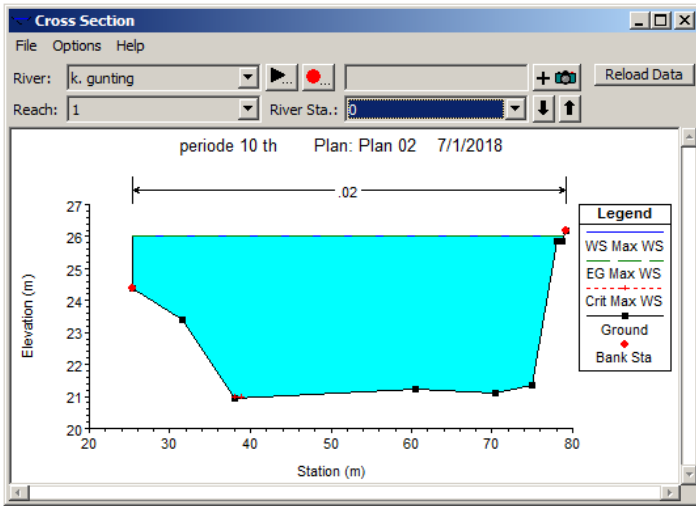 Cross Section
File Options Help
River: k. gunting Reload Data
Reach: 1 River Sta.: 0
periode 10 th Plan: Plan 02 7/1/2018
.02
27
26
25
24
23
22
21
20
Elevation (m)
20 30 40 50 60 70 80
Station (m)
Legend
WS Max WS
EG Max WS
Crit Max WS
Ground
Bank Sta